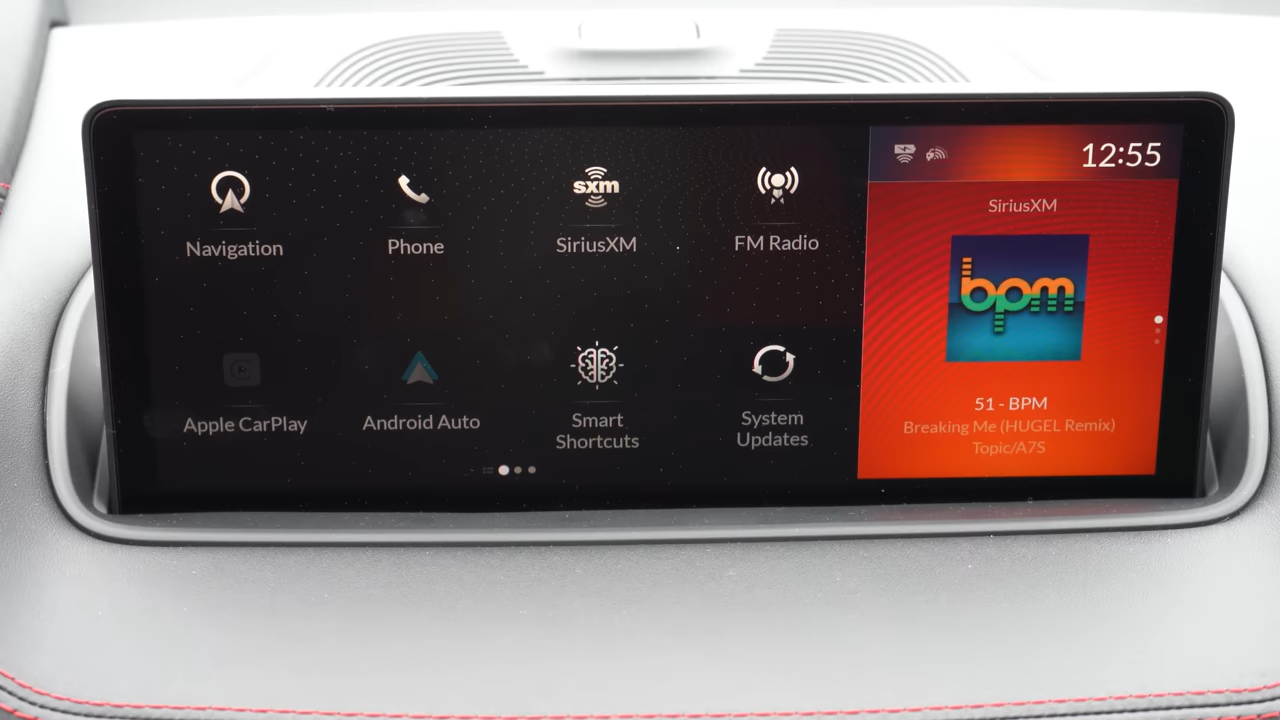 Navigation
Phone
sxm
SiriusXM
FM Radio
Apple CarPlay
Android Auto
Smart
Shortcuts
System
Updates
12:55
SiriusXM
bpm
51 - BPM
Breaking Me (HUGEL Remix)
Topic/A7S